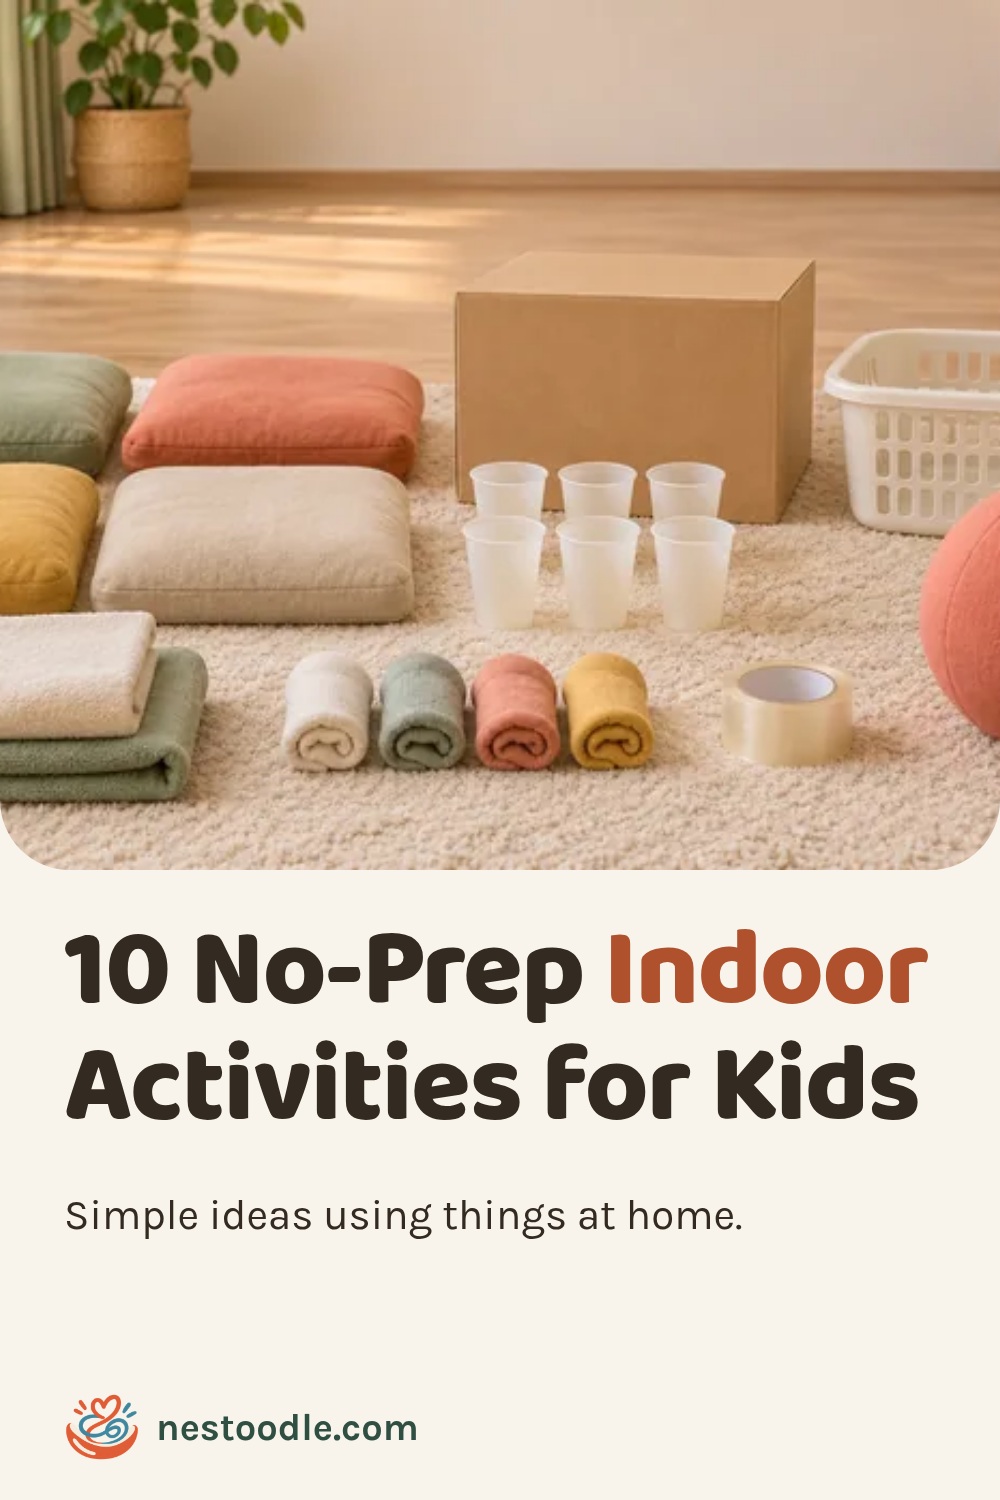 10 No-Prep Indoor
Activities for Kids
Simple ideas using things at home.
nestoodle.com